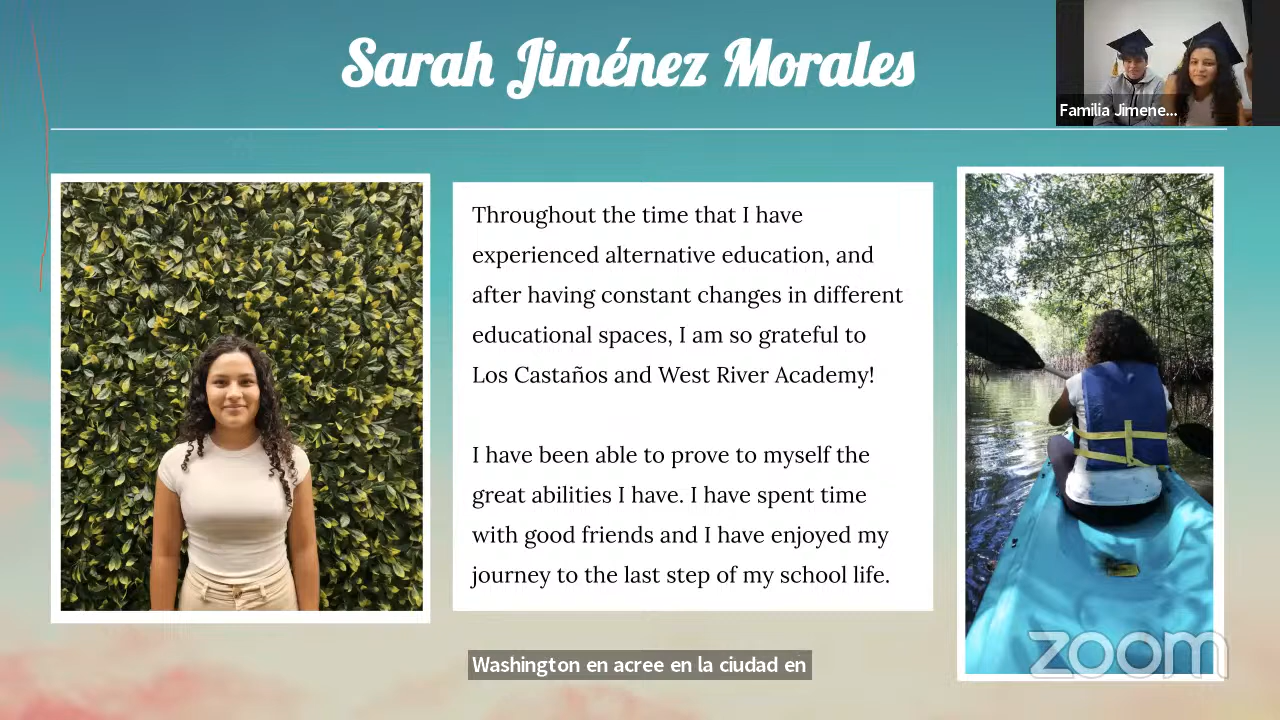 Sarah Jiménez Morales
Familia Jimene...
Throughout the time that I have
experienced alternative education, and
after having constant changes in different
educational spaces, I am so grateful to
Los Castaños and West River Academy!
I have been able to prove to myself the
great abilities I have. I have spent time
with good friends and I have enjoyed my
journey to the last step of my school life.
Washington en acree en la ciudad en
zoom